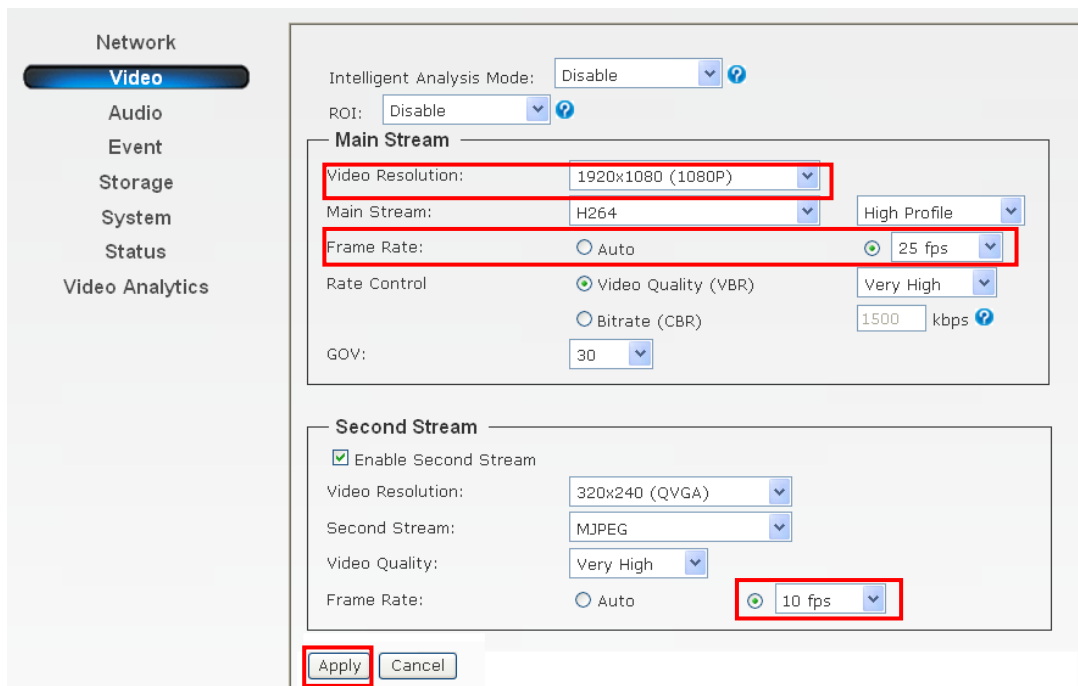 Network
Video
Audio
Event
Storage
System
Status
Video Analytics
Intelligent Analysis Mode: Disable
ROI: Disable
Main Stream
Video Resolution: 1920x1080 (1080P)
Main Stream: H264 High Profile
Frame Rate: Auto 25 fps
Rate Control Video Quality (VBR) Very High
Bitrate (CBR) 1500 kbps
GOV: 30
Second Stream
Enable Second Stream
Video Resolution: 320x240 (QVGA)
Second Stream: MJPEG
Video Quality: Very High
Frame Rate: Auto 10 fps
Apply Cancel